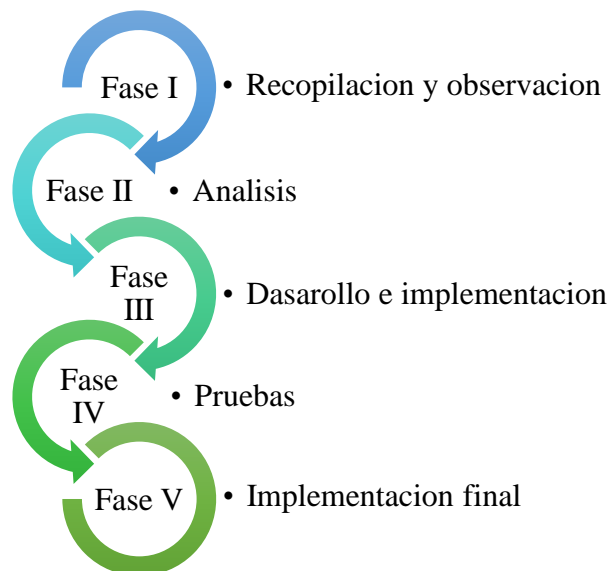 Fase I
• Recopilacion y observacion
Fase II
• Analisis
Fase
III
• Dasarollo e implementacion
Fase
IV
• Pruebas
Fase V
• Implementacion final